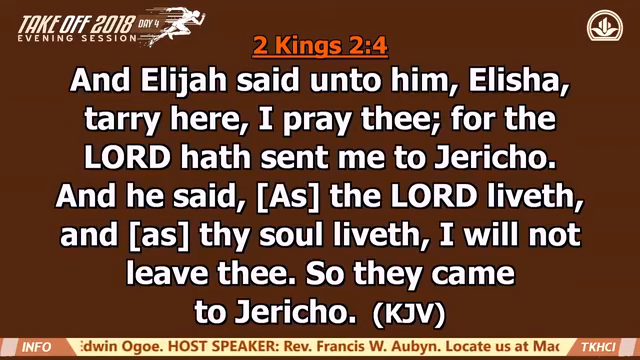 TAKE OFF 2018 DAY 4
EVENING SESSION
2 Kings 2:4
And Elijah said unto him, Elisha,
tarry here, I pray thee; for the
LORD hath sent me to Jericho.
And he said, [As] the LORD liveth,
and [as] thy soul liveth, I will not
leave thee. So they came
to Jericho. (KJV)
INFO Edwin Ogoe. HOST SPEAKER: Rev. Francis W. Aubyn. Locate us at Mad TKHCI